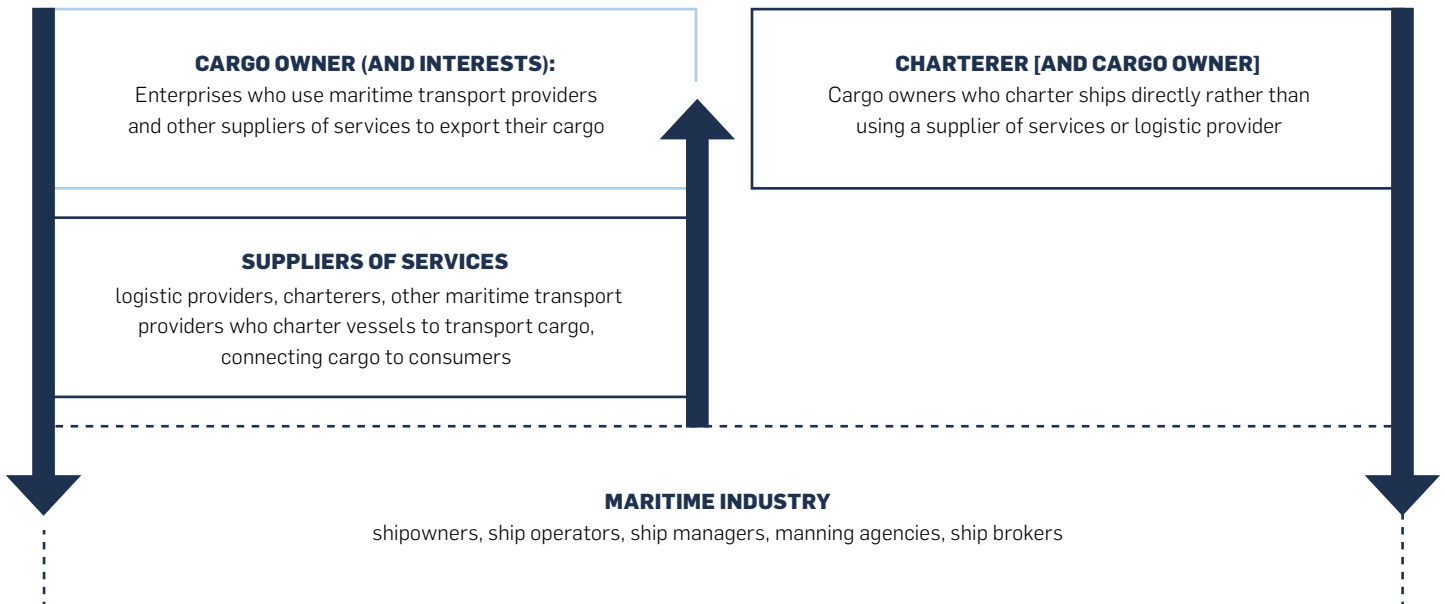 CARGO OWNER (AND INTERESTS):
Enterprises who use maritime transport providers
and other suppliers of services to export their cargo
CHARTERER [AND CARGO OWNER]
Cargo owners who charter ships directly rather than
using a supplier of services or logistic provider
SUPPLIERS OF SERVICES
logistic providers, charterers, other maritime transport
providers who charter vessels to transport cargo,
connecting cargo to consumers
MARITIME INDUSTRY
shipowners, ship operators, ship managers, manning agencies, ship brokers